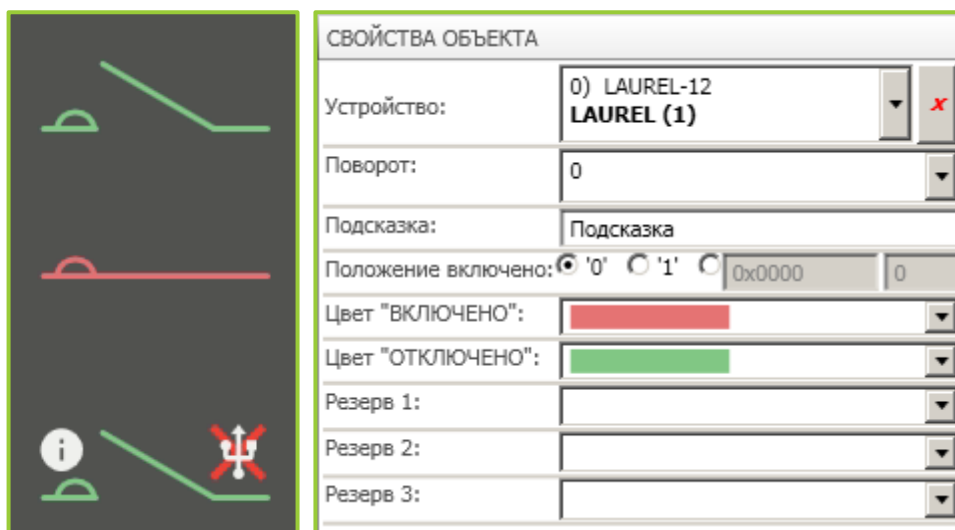 СВОЙСТВА ОБЪЕКТА
Устройство:
0) LAUREL-12
LAUREL (1)
x
Поворот:
0
Подсказка:
Подсказка
Положение включено: '0' '1' 0x0000 0
Цвет "ВКЛЮЧЕНО":
Цвет "ОТКЛЮЧЕНО":
Резерв 1:
Резерв 2:
Резерв 3:
i